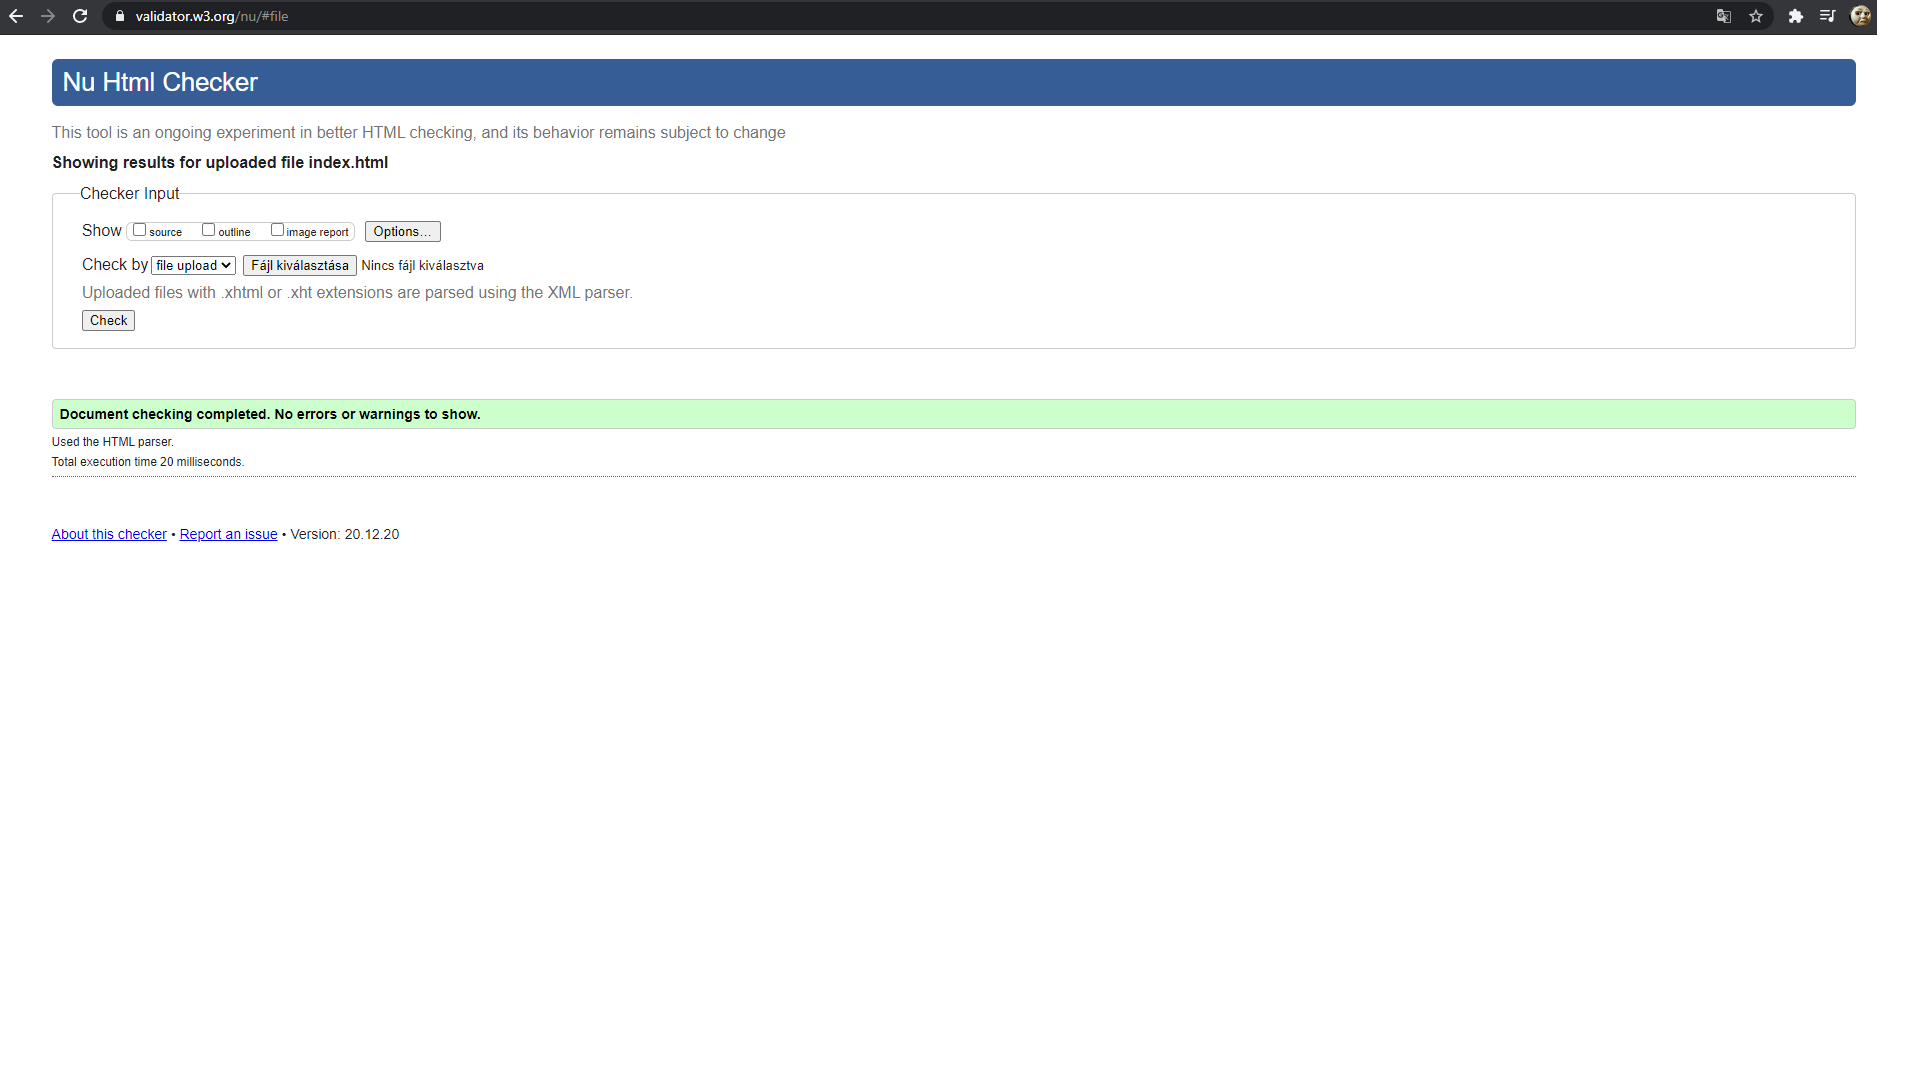 validator.w3.org/nu/#file
Nu Html Checker
This tool is an ongoing experiment in better HTML checking, and its behavior remains subject to change
Showing results for uploaded file index.html
Checker Input
Show source outline image report Options...
Check by file upload Fájl kiválasztása Nincs fájl kiválasztva
Uploaded files with .xhtml or .xht extensions are parsed using the XML parser.
Check
Document checking completed. No errors or warnings to show.
Used the HTML parser.
Total execution time 20 milliseconds.
About this checker • Report an issue • Version: 20.12.20